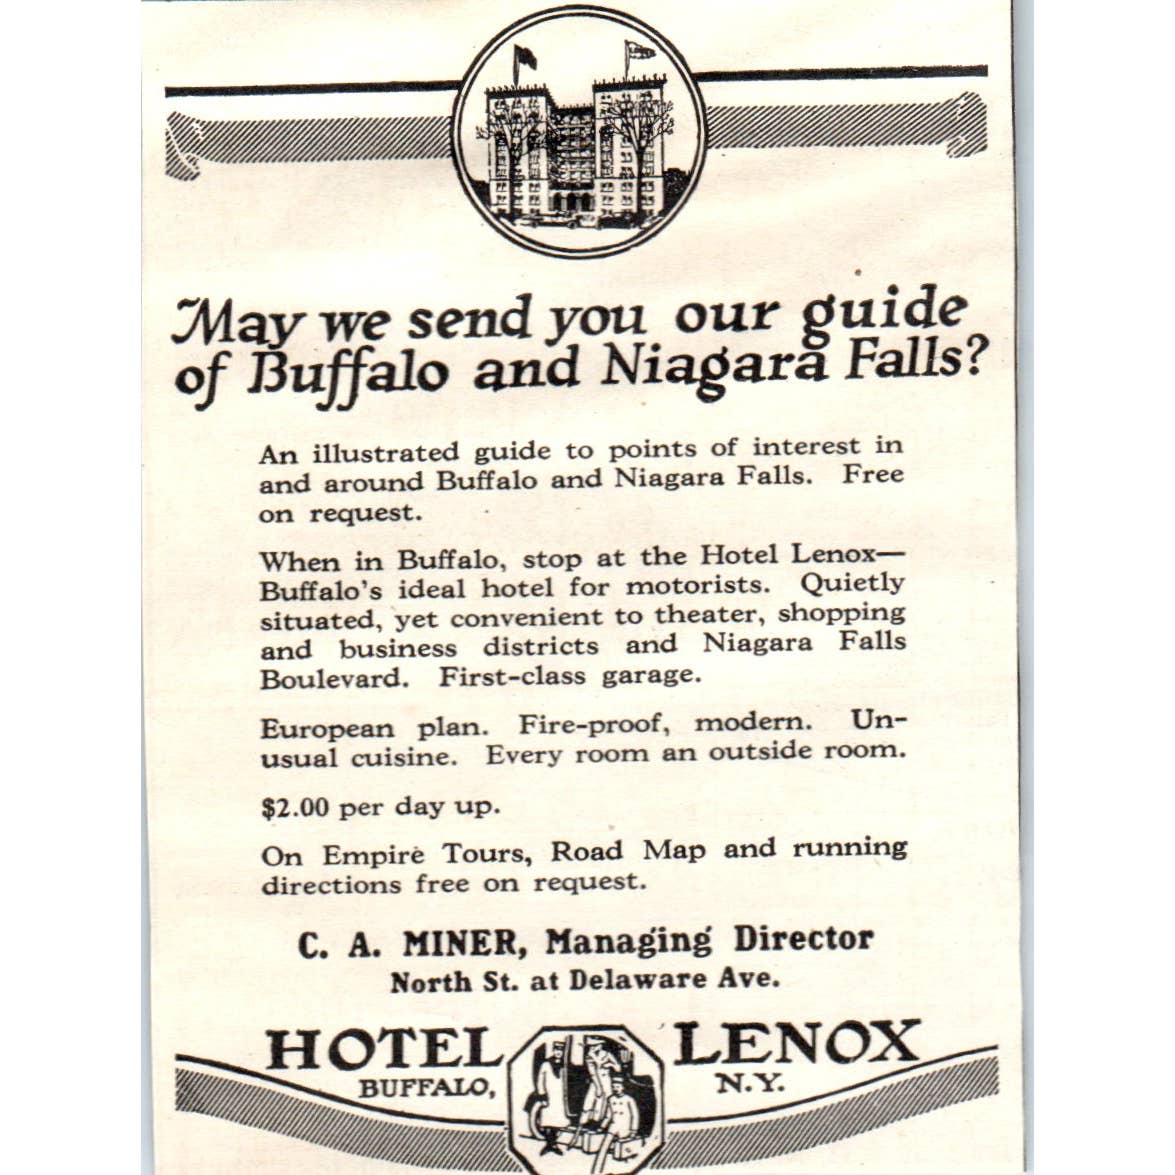 May we send you our guide
of Buffalo and Niagara Falls?
An illustrated guide to points of interest in
and around Buffalo and Niagara Falls. Free
on request.
When in Buffalo, stop at the Hotel Lenox—
Buffalo's ideal hotel for motorists. Quietly
situated, yet convenient to theater, shopping
and business districts and Niagara Falls
Boulevard. First-class garage.
European plan. Fire-proof, modern. Un-
usual cuisine. Every room an outside room.
$2.00 per day up.
On Empire Tours, Road Map and running
directions free on request.
C. A. MINER, Managing Director
North St. at Delaware Ave.
HOTEL LENOX
BUFFALO, N.Y.